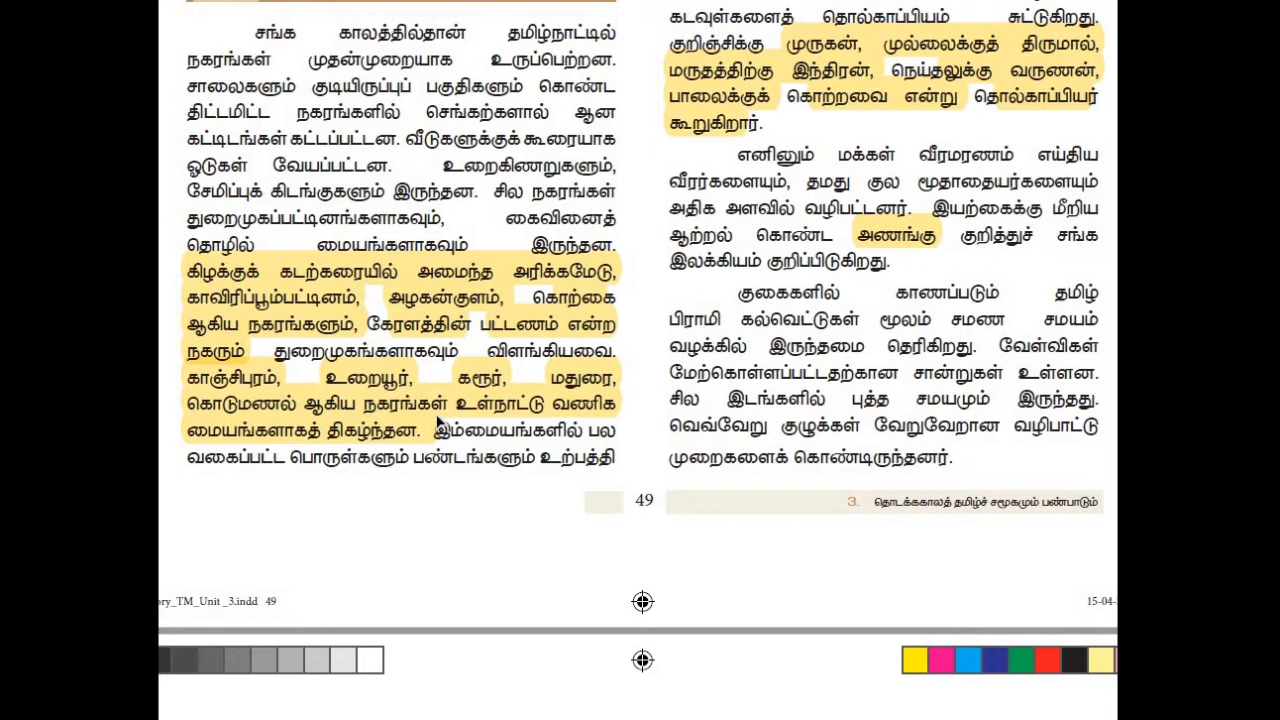 சங்க காலத்தில்தான் தமிழ்நாட்டில்
நகரங்கள் முதன்முறையாக உருப்பெற்றன.
சாலைகளும் குடியிருப்புப் பகுதிகளும் கொண்ட
திட்டமிட்ட நகரங்களில் செங்கற்களால் ஆன
கட்டிடங்கள் கட்டப்பட்டன. வீடுகளுக்குக் கூரையாக
ஓடுகள் வேயப்பட்டன. உறைகிணறுகளும்,
சேமிப்புக் கிடங்குகளும் இருந்தன. சில நகரங்கள்
துறைமுகப்பட்டினங்களாகவும், கைவினைத்
தொழில் மையங்களாகவும் இருந்தன.
கிழக்குக் கடற்கரையில் அமைந்த அரிக்கமேடு,
காவிரிப்பூம்பட்டினம், அழகன்குளம், கொற்கை
ஆகிய நகரங்களும், கேரளத்தின் பட்டணம் என்ற
நகரும் துறைமுகங்களாகவும் விளங்கியவை.
காஞ்சிபுரம், உறையூர், கரூர், மதுரை,
கொடுமணல் ஆகிய நகரங்கள் உள்நாட்டு வணிக
மையங்களாகத் திகழ்ந்தன. இம்மையங்களில் பல
வகைப்பட்ட பொருள்களும் பண்டங்களும் உற்பத்தி
கடவுள்களைத் தொல்காப்பியம் சுட்டுகிறது.
குறிஞ்சிக்கு முருகன், முல்லைக்குத் திருமால்,
மருதத்திற்கு இந்திரன், நெய்தலுக்கு வருணன்,
பாலைக்குக் கொற்றவை என்று தொல்காப்பியர்
கூறுகிறார்.
எனினும் மக்கள் வீரமரணம் எய்திய
வீரர்களையும், தமது குல மூதாதையர்களையும்
அதிக அளவில் வழிபட்டனர். இயற்கைக்கு மீறிய
ஆற்றல் கொண்ட அணங்கு குறித்துச் சங்க
இலக்கியம் குறிப்பிடுகிறது.
குகைகளில் காணப்படும் தமிழ்
பிராமி கல்வெட்டுகள் மூலம் சமண சமயம்
வழக்கில் இருந்தமை தெரிகிறது. வேள்விகள்
மேற்கொள்ளப்பட்டதற்கான சான்றுகள் உள்ளன.
சில இடங்களில் புத்த சமயமும் இருந்தது.
வெவ்வேறு குழுக்கள் வேறுவேறான வழிபாட்டு
முறைகளைக் கொண்டிருந்தனர்.
49
3. தொடக்ககாலத் தமிழ்ச் சமூகமும் பண்பாடும்
ory_TM_Unit _3.indd 49
15-04-